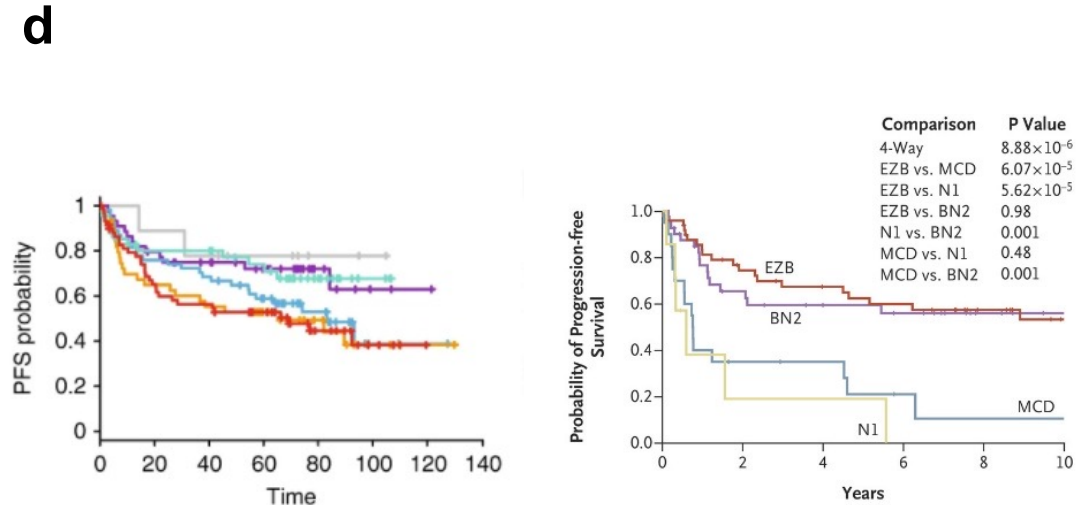 d
PFS probability
1
0.8
0.6
0.4
0.2
0
0 20 40 60 80 100 120 140
Time
Comparison P Value
4-Way 8.88×10⁻⁶
EZB vs. MCD 6.07×10⁻⁵
EZB vs. N1 5.62×10⁻⁵
EZB vs. BN2 0.98
N1 vs. BN2 0.001
MCD vs. N1 0.48
MCD vs. BN2 0.001
Probability of Progression-free
Survival
1.0
0.8
0.6
0.4
0.2
0.0
EZB
BN2
MCD
N1
0 2 4 6 8 10
Years